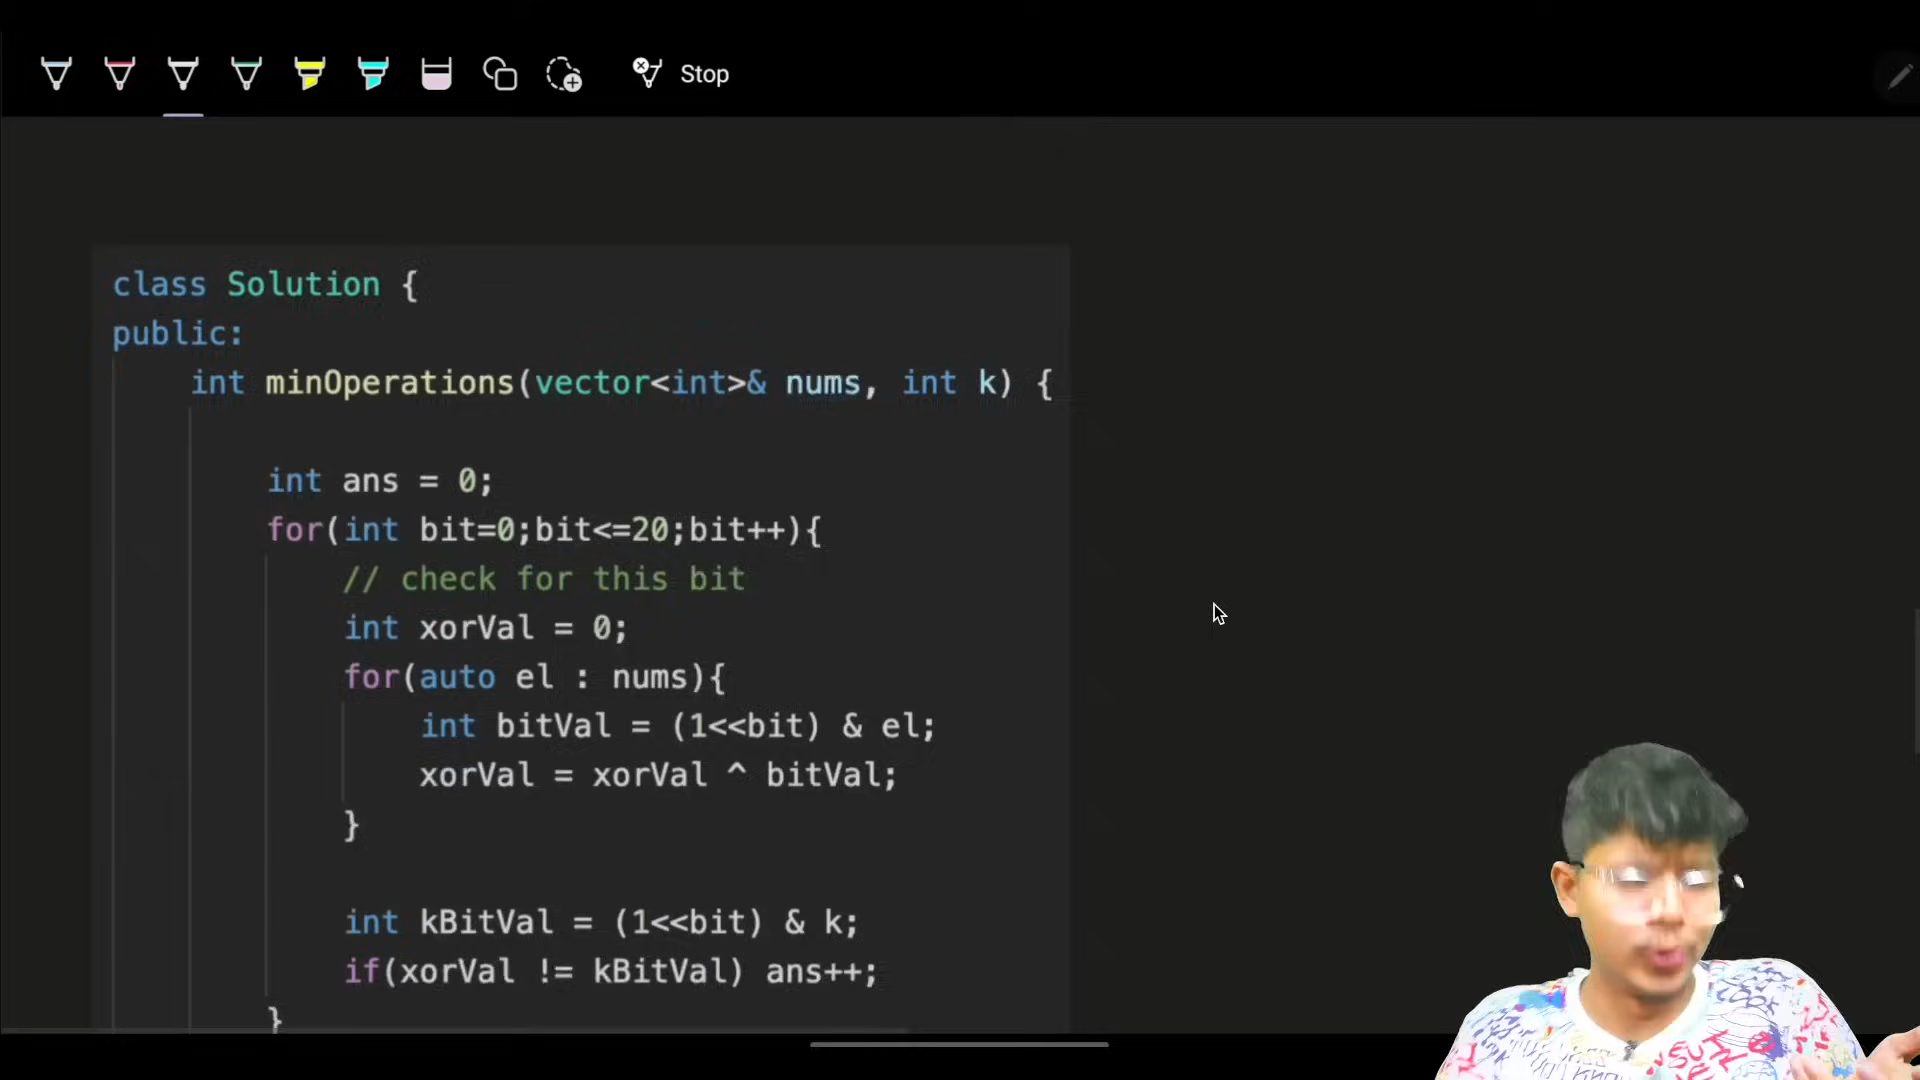 Stop
class Solution {
public:
int minOperations(vector<int>& nums, int k) {
int ans = 0;
for(int bit=0;bit<=20;bit++){
// check for this bit
int xorVal = 0;
for(auto el : nums){
int bitVal = (1<<bit) & el;
xorVal = xorVal ^ bitVal;
}
int kBitVal = (1<<bit) & k;
if(xorVal != kBitVal) ans++;
}